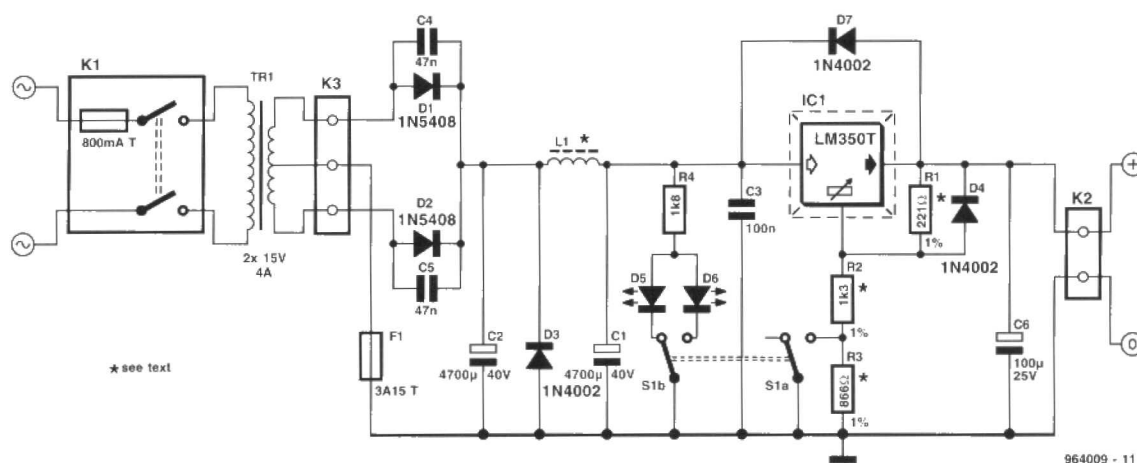 K1
800mA T
TR1
2x 15V
4A
K3
C4
47n
D1
1N5408
D2
1N5408
C5
47n
F1
3A15 T
* see text
C2
4700µ 40V
D3
1N4002
L1 *
C1
4700µ 40V
R4
1k8
D5
D6
S1b
C3
100n
S1a
D7
1N4002
IC1
LM350T
R1
221Ω *
1%
D4
1N4002
R2
1k3 *
1%
R3
866Ω *
1%
C6
100µ
25V
K2
+
0
964009 - 11